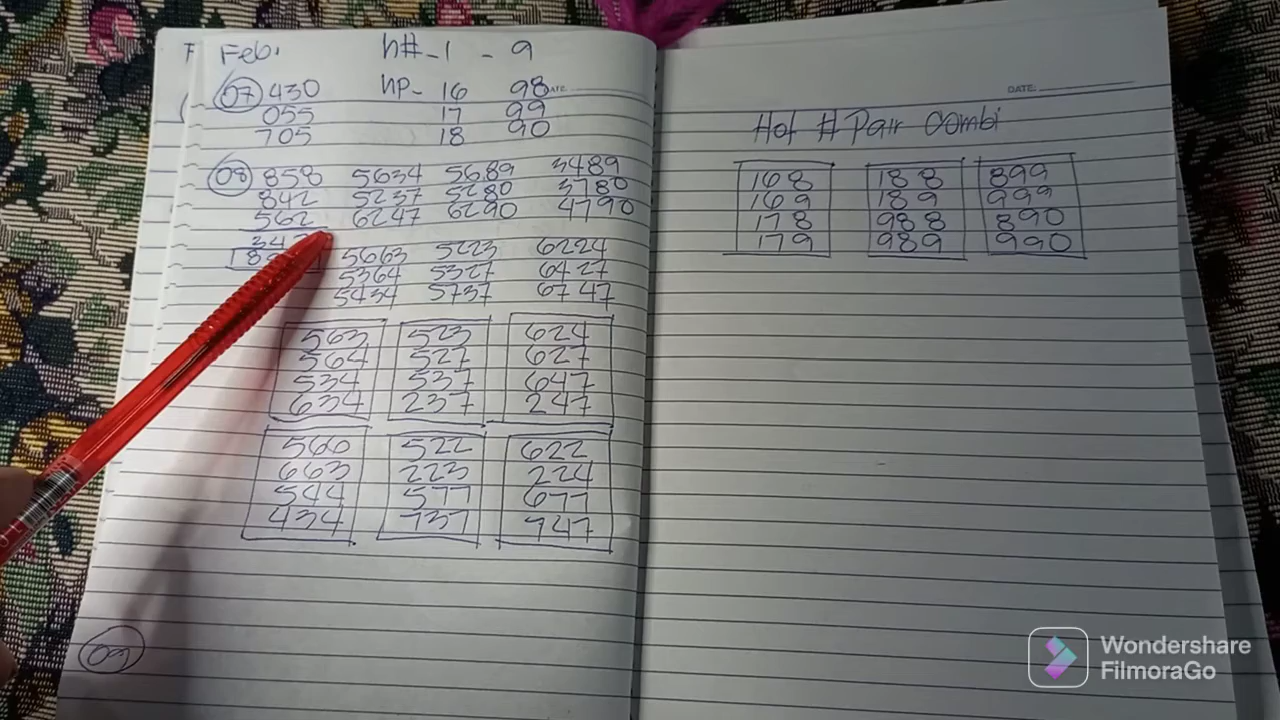 Feb. h# - 1 - 9
07 430 HP- 16 98
055 17 99
705 18 90
08 858 5634 5689 3489
842 5237 5280 3780
562 6247 6290 4790
5663 5223 6224
5364 5327 6427
5434 5737 6747
563 523 624
564 527 627
534 537 647
634 237 247
560 522 622
663 223 224
544 577 677
434 737 747
09
DATE:
Hot # Pair Combi
168 188 899
169 189 999
178 988 890
179 989 990
Wondershare
FilmoraGo